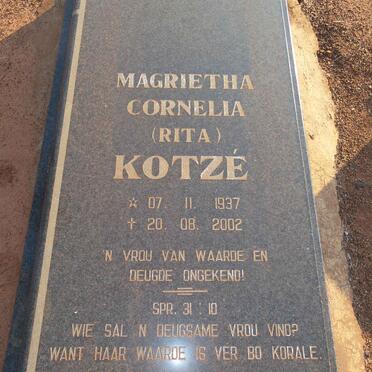 MAGRIETHA
CORNELIA
(RITA)
KOTZÉ
☆ 07. 11. 1937
✝ 20. 08. 2002
'N VROU VAN WAARDE EN
DEUGDE ONGEKEND!
SPR. 31 : 10
WIE SAL 'N DEUGSAME VROU VIND?
WANT HAAR WAARDE IS VER BO KORALE.